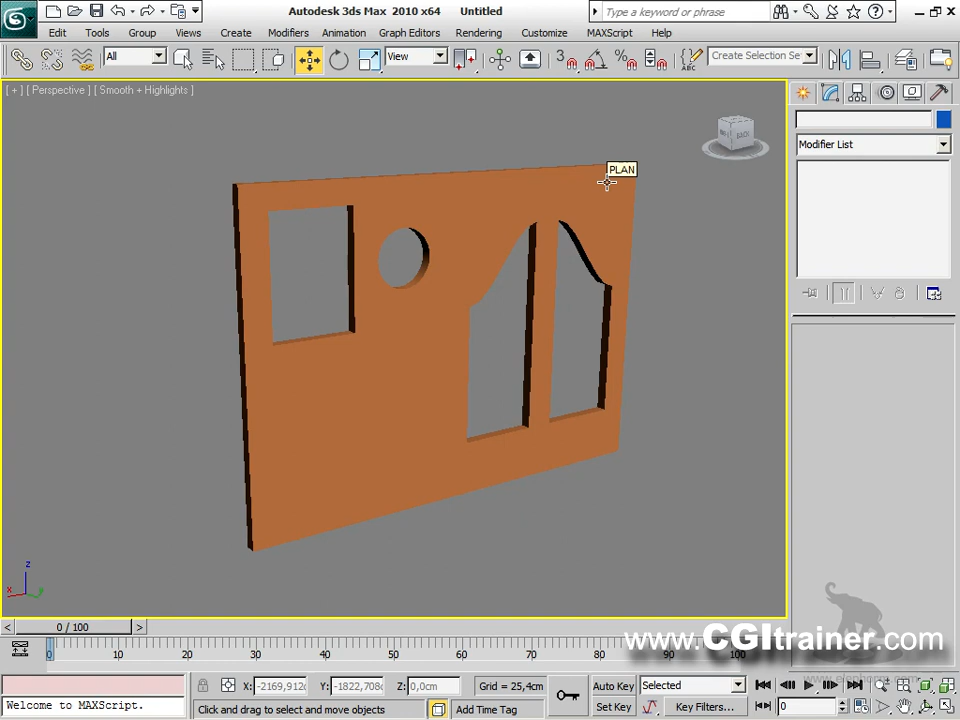 Autodesk 3ds Max 2010 x64 Untitled
Type a keyword or phrase
Edit Tools Group Views Create Modifiers Animation Graph Editors Rendering Customize MAXScript Help
All View 3 Create Selection Se
[ + ] [ Perspective ] [ Smooth + Highlights ]
PLAN
Modifier List
z
x y
0 / 100
0 10 20 30 40 50 60 70 80 90 100
www.CGItrainer.com
X: -2169,912c Y: -1822,708c Z: 0,0cm Grid = 25,4cm Auto Key Selected
Welcome to MAXScript. Click and drag to select and move objects Add Time Tag Set Key Key Filters... 0